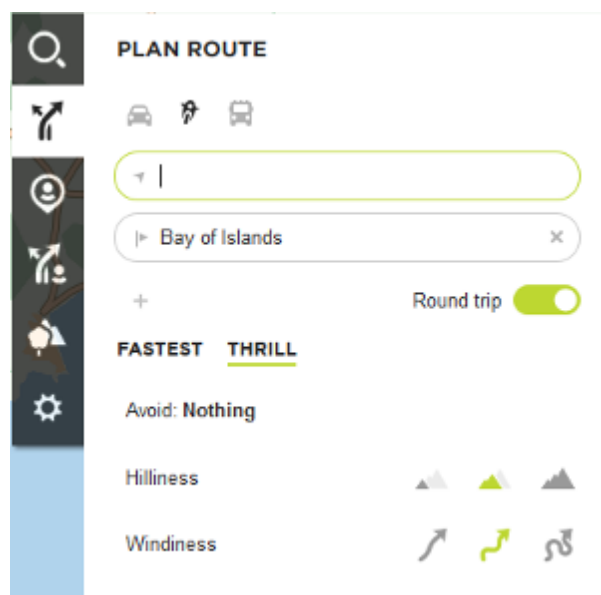 PLAN ROUTE
Bay of Islands
Round trip
FASTEST THRILL
Avoid: Nothing
Hilliness
Windiness